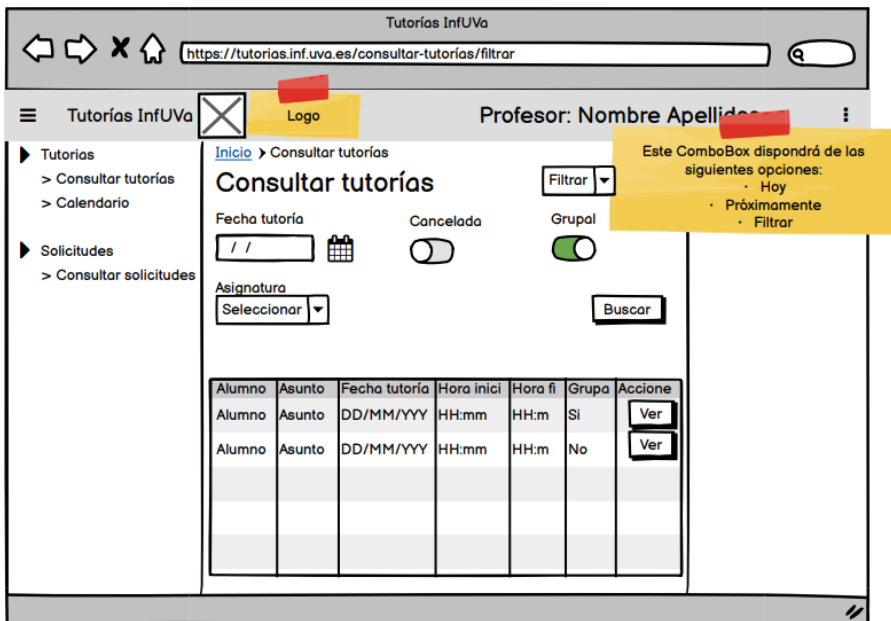 Tutorías InfUVa
https://tutorias.inf.uva.es/consultar-tutorías/filtrar
Tutorías InfUVa
Logo
Profesor: Nombre Apellidos
Tutorias
> Consultar tutorías
> Calendario
Solicitudes
> Consultar solicitudes
Inicio > Consultar tutorías
Consultar tutorías
Filtrar
Este ComboBox dispondrá de las
siguientes opciones:
· Hoy
· Próximamente
· Filtrar
Fecha tutoría
Cancelada
Grupal
/ /
Asignatura
Seleccionar
Buscar
Alumno Asunto Fecha tutoría Hora inici Hora fi Grupa Accione
Alumno Asunto DD/MM/YYY HH:mm HH:m Si Ver
Alumno Asunto DD/MM/YYY HH:mm HH:m No Ver